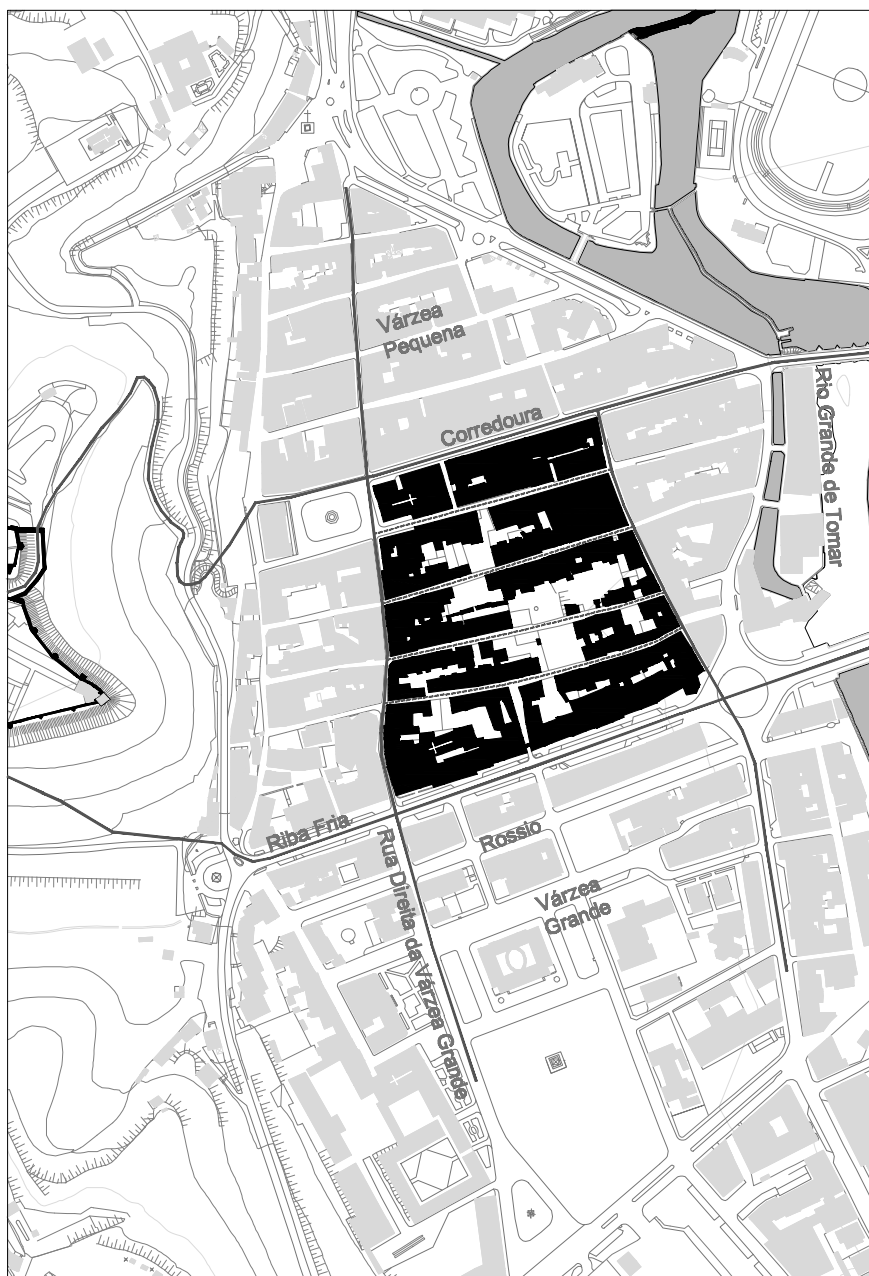 Várzea
Pequena
Corredoura
Rio Grande de Tomar
Riba Fria
Rossio
Rua Direita da Várzea Grande
Várzea
Grande